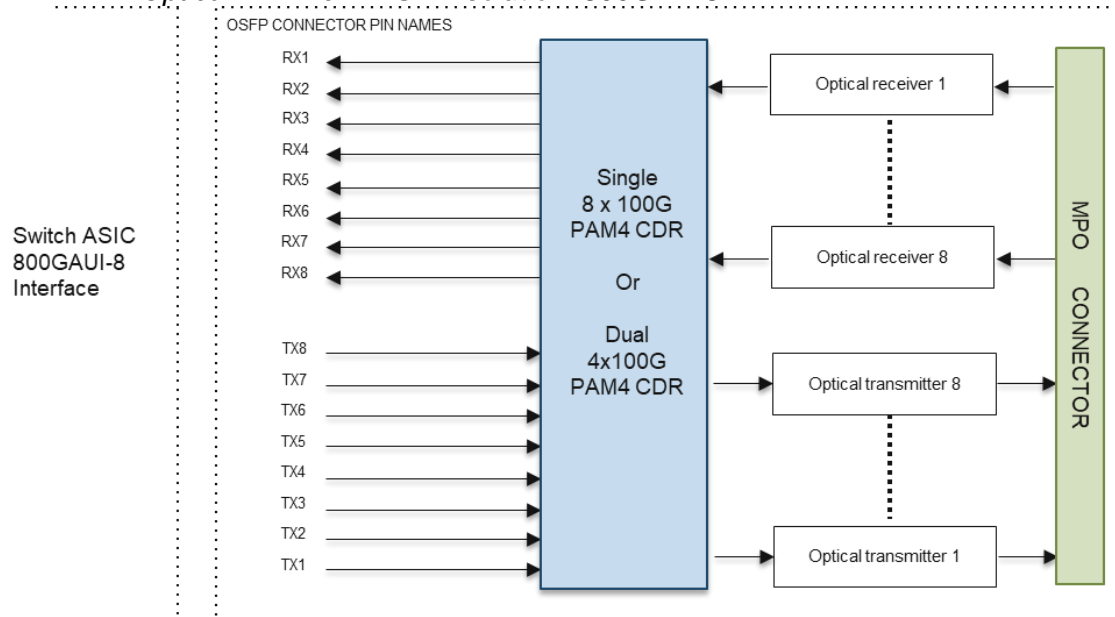 OSFP CONNECTOR PIN NAMES
RX1
RX2
RX3
RX4
RX5
RX6
RX7
RX8
TX8
TX7
TX6
TX5
TX4
TX3
TX2
TX1
Switch ASIC
800GAUI-8
Interface
Single
8 x 100G
PAM4 CDR
Or
Dual
4x100G
PAM4 CDR
Optical receiver 1
Optical receiver 8
Optical transmitter 8
Optical transmitter 1
MPO CONNECTOR